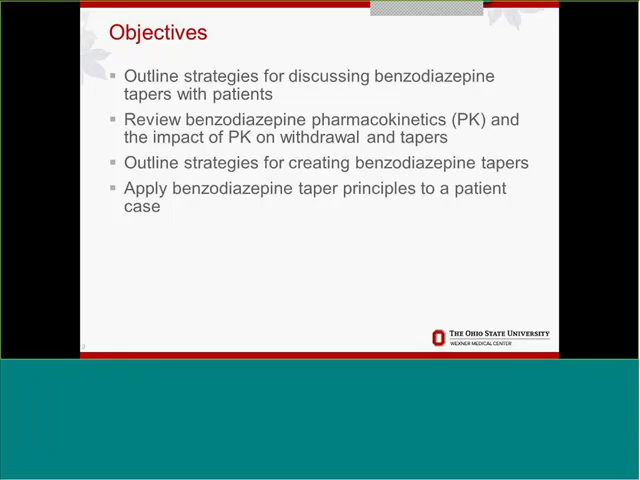 Objectives
Outline strategies for discussing benzodiazepine
tapers with patients
Review benzodiazepine pharmacokinetics (PK) and
the impact of PK on withdrawal and tapers
Outline strategies for creating benzodiazepine tapers
Apply benzodiazepine taper principles to a patient
case
THE OHIO STATE UNIVERSITY
WEXNER MEDICAL CENTER